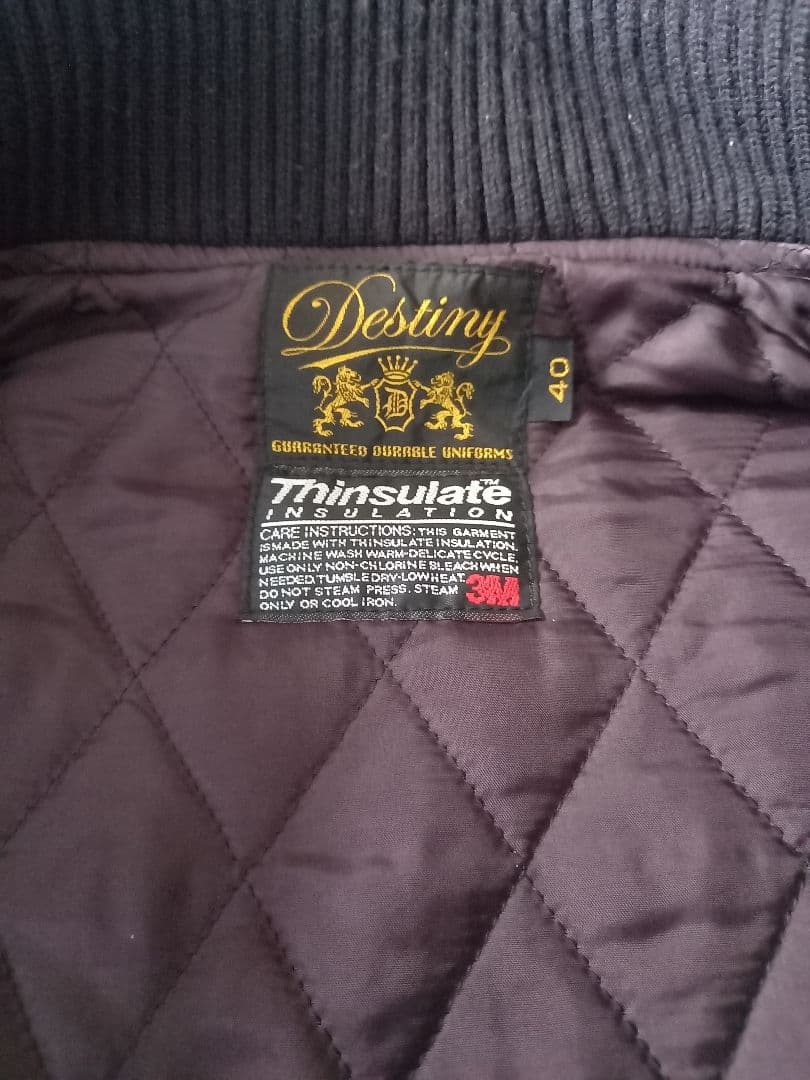 Destiny
D
40
GUARANTEED DURABLE UNIFORMS
Thinsulate™
INSULATION
CARE INSTRUCTIONS: THIS GARMENT
IS MADE WITH THINSULATE INSULATION.
MACHINE WASH WARM-DELICATE CYCLE.
USE ONLY NON-CHLORINE BLEACH WHEN
NEEDED. TUMBLE DRY-LOW HEAT.
DO NOT STEAM PRESS. STEAM
ONLY OR COOL IRON.
3M